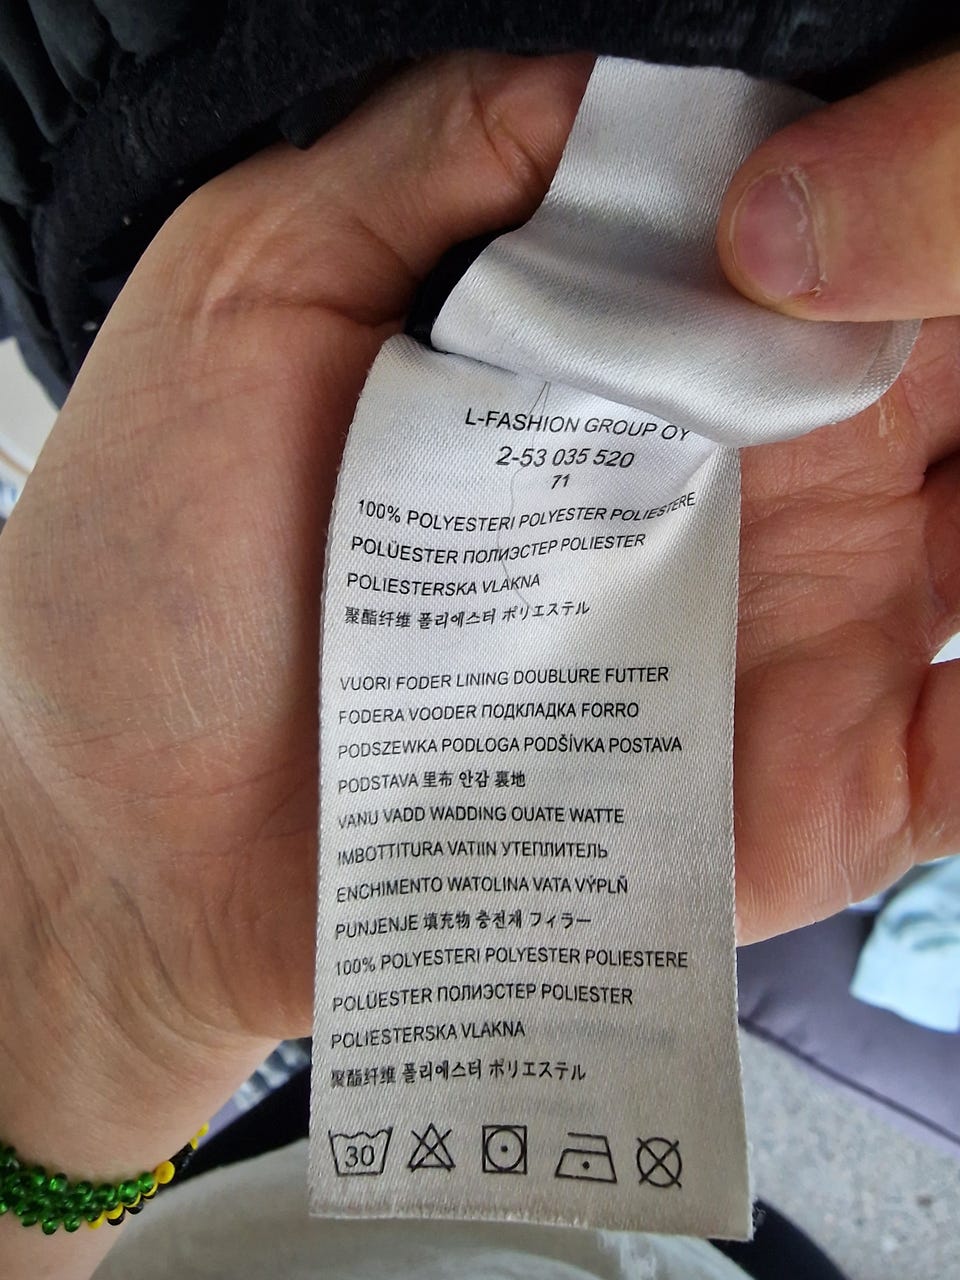 L-FASHION GROUP OY
2-53 035 520
71
100% POLYESTERI POLYESTER POLIESTERE
POLÜESTER ПОЛИЭСТЕР POLIESTER
POLIESTERSKA VLAKNA
聚酯纤维 폴리에스터 ポリエステル
VUORI FODER LINING DOUBLURE FUTTER
FODERA VOODER ПОДКЛАДКА FORRO
PODSZEWKA PODLOGA PODŠÍVKA POSTAVA
PODSTAVA 里布 안감 裏地
VANU VADD WADDING OUATE WATTE
IMBOTTITURA VATIIN УТЕПЛИТЕЛЬ
ENCHIMENTO WATOLINA VATA VÝPLŇ
PUNJENJE 填充物 충전재 フィラー
100% POLYESTERI POLYESTER POLIESTERE
POLÜESTER ПОЛИЭСТЕР POLIESTER
POLIESTERSKA VLAKNA
聚酯纤维 폴리에스터 ポリエステル
30